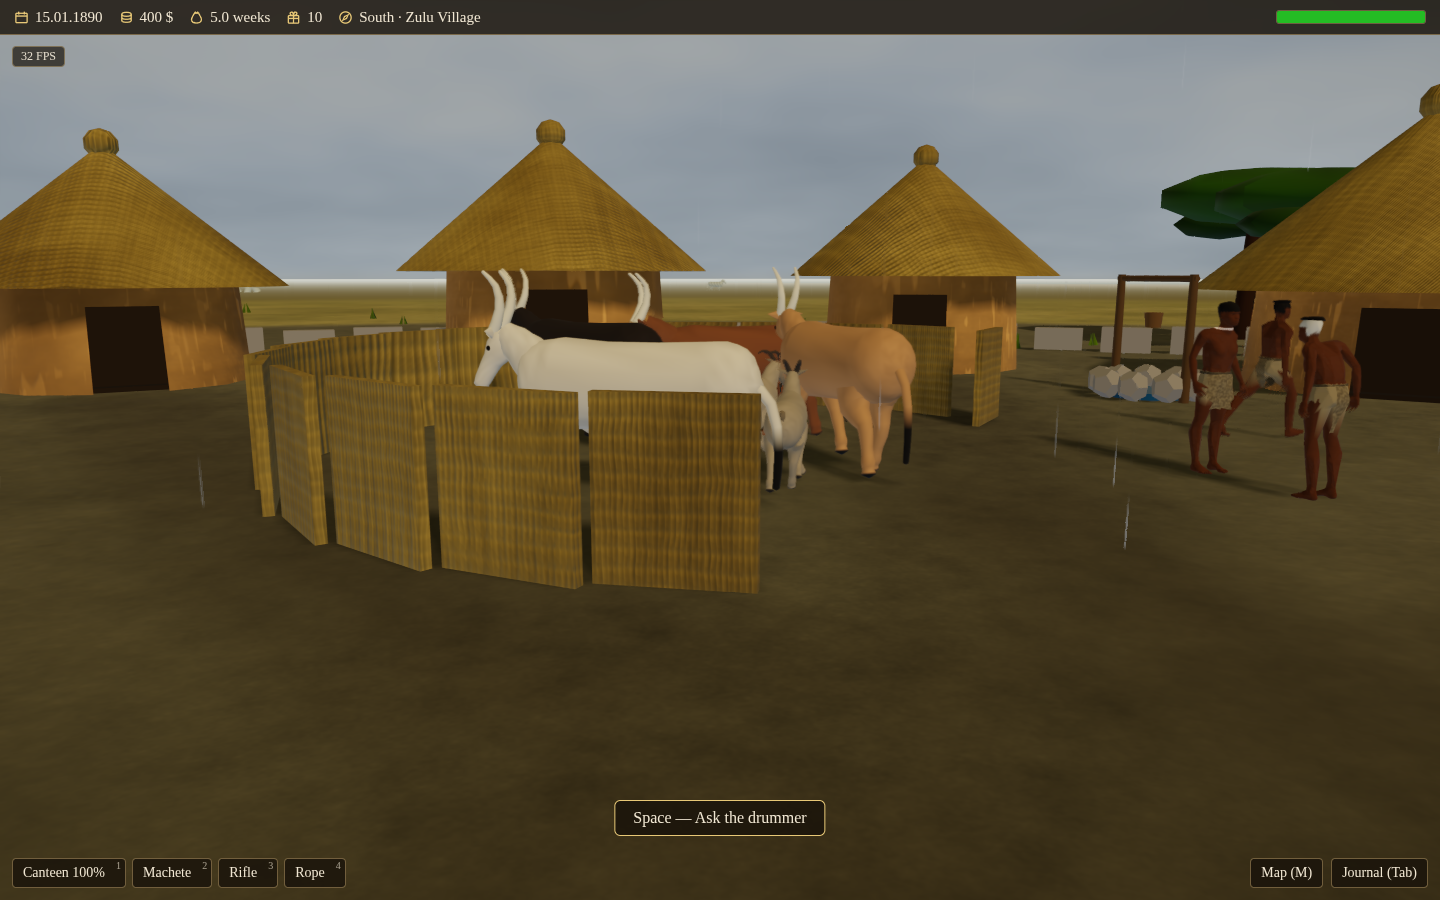 15.01.1890 400 $ 5.0 weeks 10 South · Zulu Village
32 FPS
Space — Ask the drummer
Canteen 100% 1 Machete 2 Rifle 3 Rope 4 Map (M) Journal (Tab)